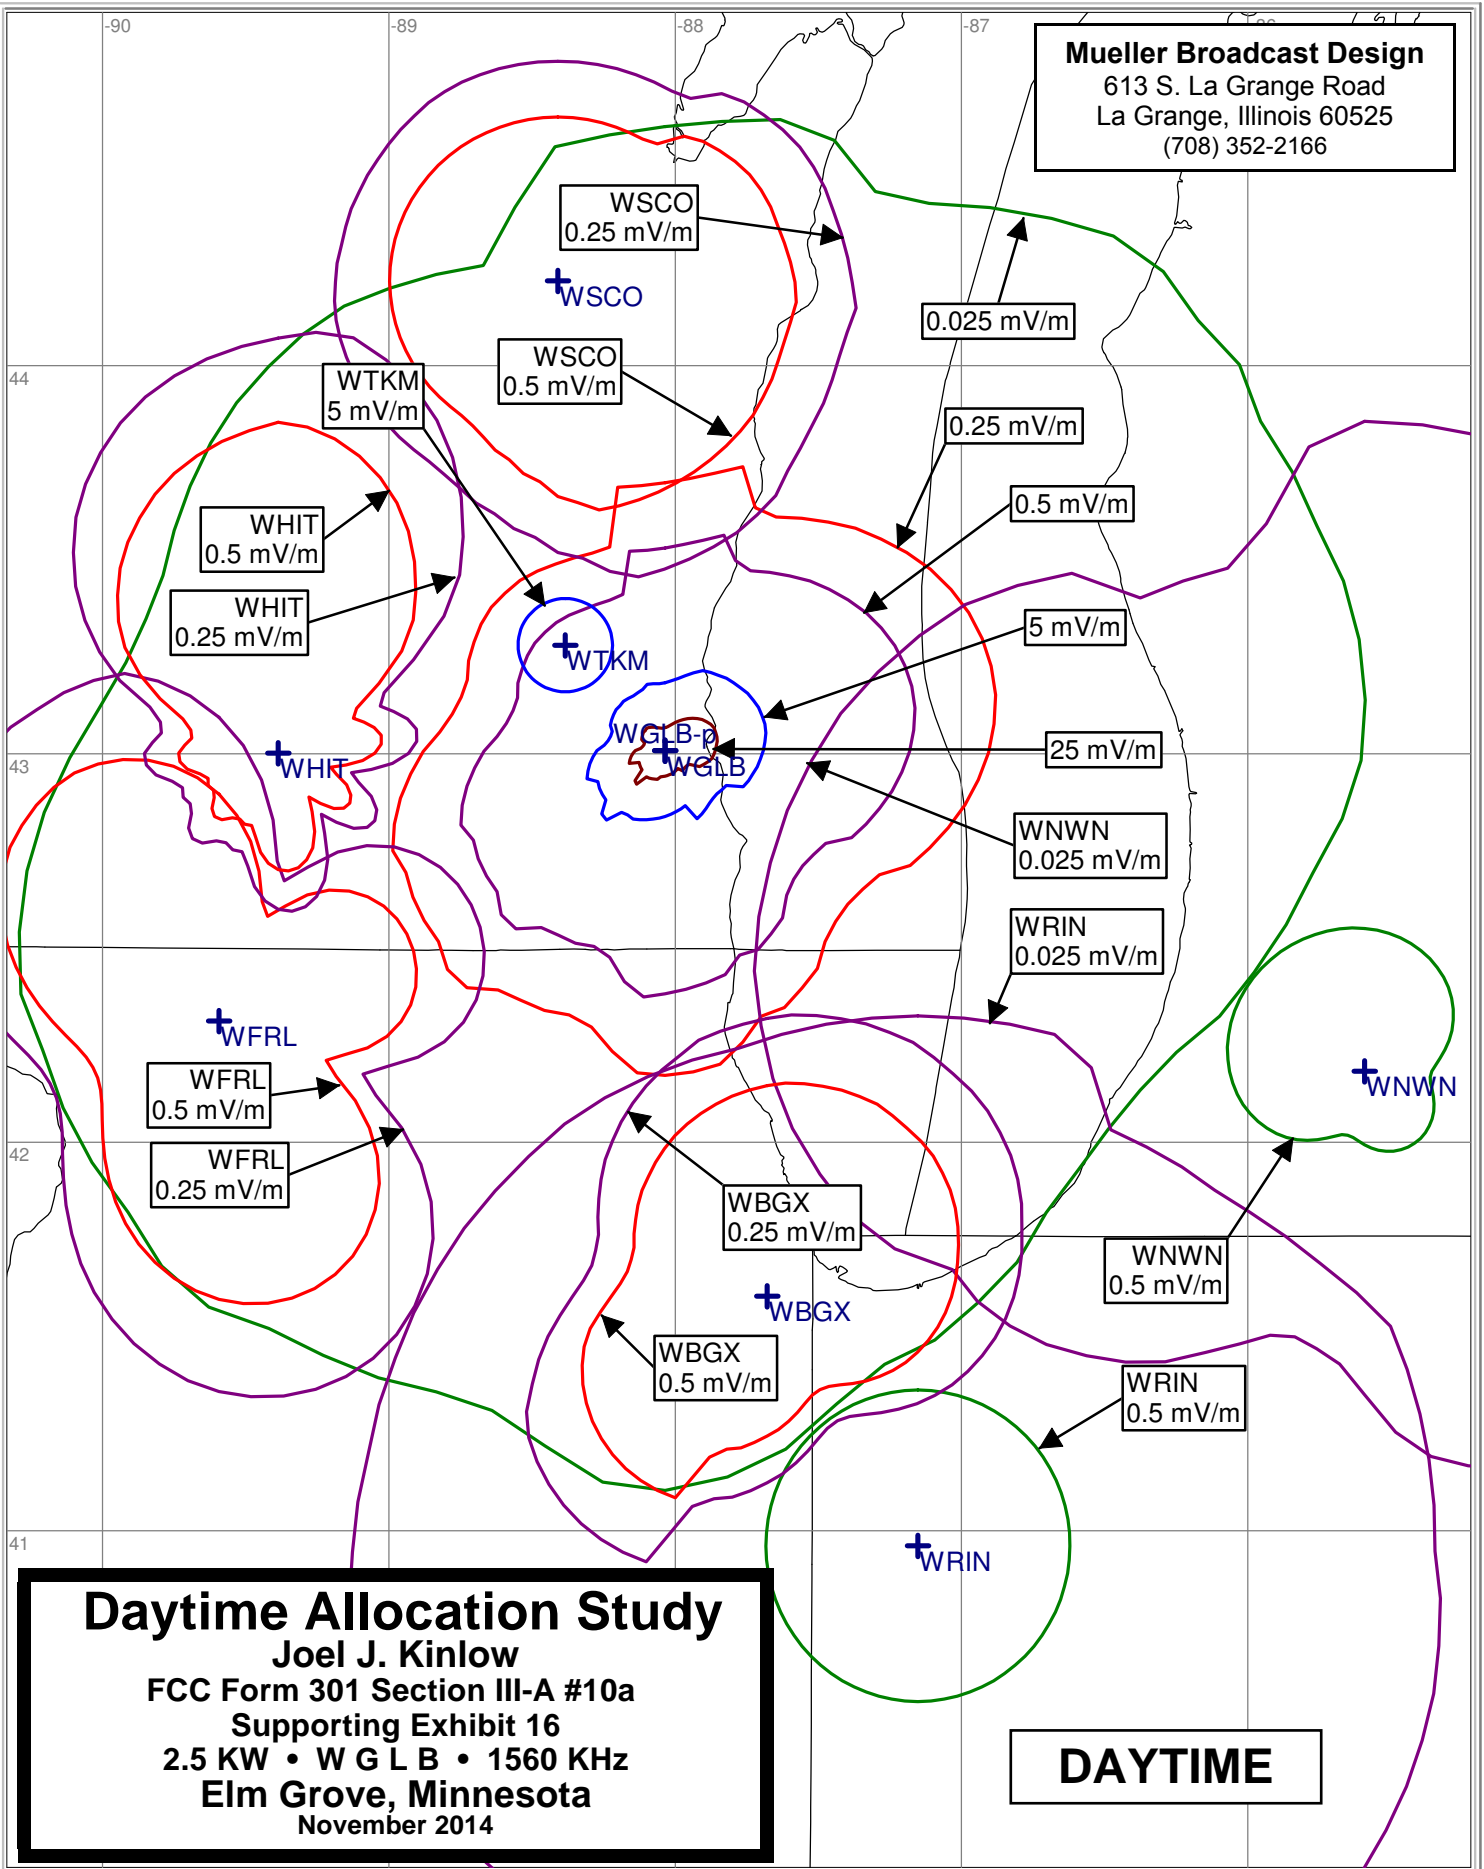 -90
-89
-88
-87
Mueller Broadcast Design
613 S. La Grange Road
La Grange, Illinois 60525
(708) 352-2166
WSCO
0.25 mV/m
WSCO
0.025 mV/m
WSCO
0.5 mV/m
44
WTKM
5 mV/m
0.25 mV/m
0.5 mV/m
WHIT
0.5 mV/m
WHIT
0.25 mV/m
5 mV/m
WTKM
WGLB-p
WGLB
25 mV/m
43
WHIT
WNWN
0.025 mV/m
WRIN
0.025 mV/m
WFRL
WFRL
0.5 mV/m
WNWN
42
WFRL
0.25 mV/m
WBGX
0.25 mV/m
WNWN
0.5 mV/m
WBGX
WBGX
0.5 mV/m
WRIN
0.5 mV/m
41
WRIN
Daytime Allocation Study
Joel J. Kinlow
FCC Form 301 Section III-A #10a
Supporting Exhibit 16
2.5 KW • W G L B • 1560 KHz
Elm Grove, Minnesota
November 2014
DAYTIME